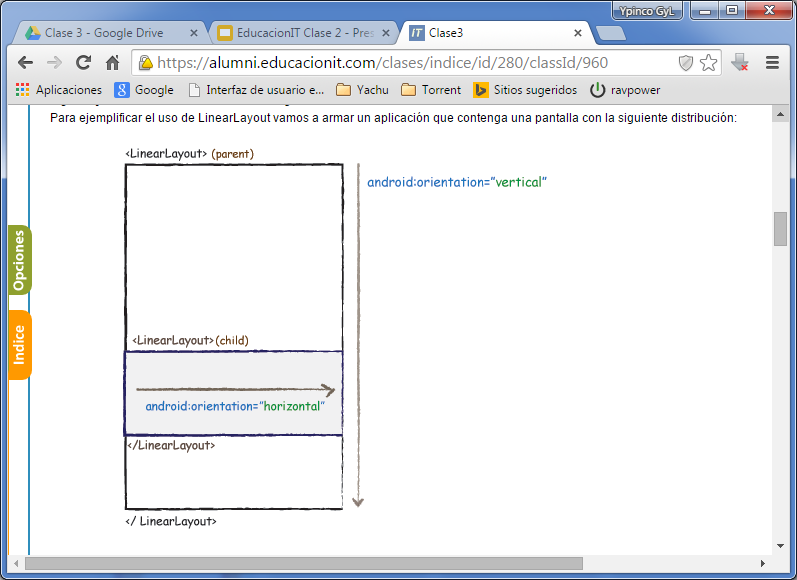 Ypinco GyL
Clase 3 - Google Drive
EducacionIT Clase 2 - Pres
IT Clase3
https://alumni.educacionit.com/clases/indice/id/280/classId/960
Aplicaciones
Google
Interfaz de usuario e...
Yachu
Torrent
Sitios sugeridos
ravpower
Para ejemplificar el uso de LinearLayout vamos a armar un aplicación que contenga una pantalla con la siguiente distribución:
<LinearLayout> (parent)
android:orientation="vertical"
Opciones
Indice
<LinearLayout>(child)
android:orientation="horizontal"
</LinearLayout>
</ LinearLayout>